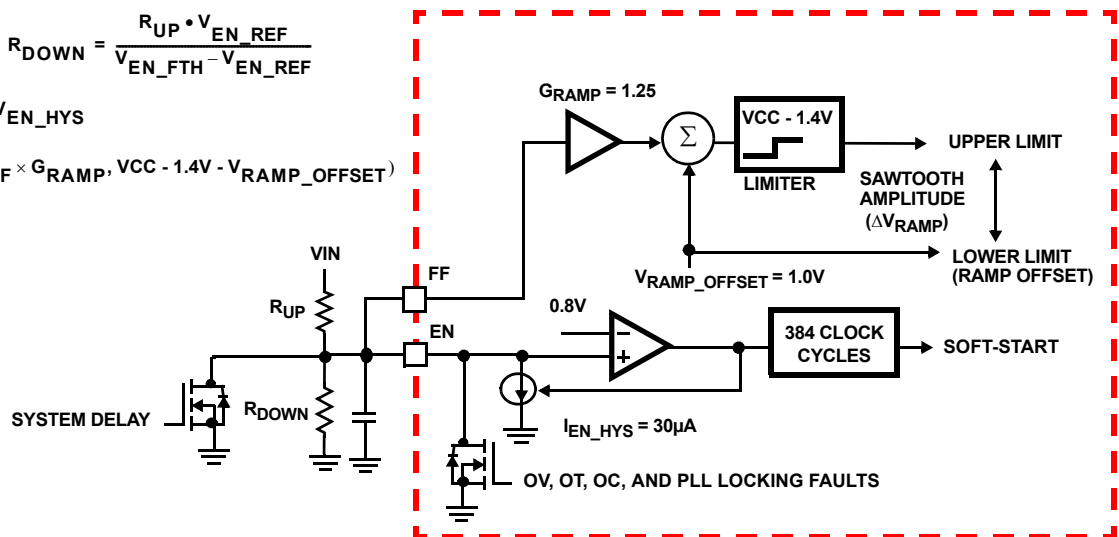 R_DOWN = R_UP • V_EN_REF / V_EN_FTH – V_EN_REF
V_EN_HYS
F × G_RAMP, VCC - 1.4V - V_RAMP_OFFSET)
G_RAMP = 1.25
Σ
VCC - 1.4V
LIMITER
UPPER LIMIT
SAWTOOTH
AMPLITUDE
(ΔV_RAMP)
LOWER LIMIT
(RAMP OFFSET)
V_RAMP_OFFSET = 1.0V
VIN
FF
R_UP
EN
0.8V
–
+
384 CLOCK
CYCLES
SOFT-START
SYSTEM DELAY
R_DOWN
I_EN_HYS = 30µA
OV, OT, OC, AND PLL LOCKING FAULTS